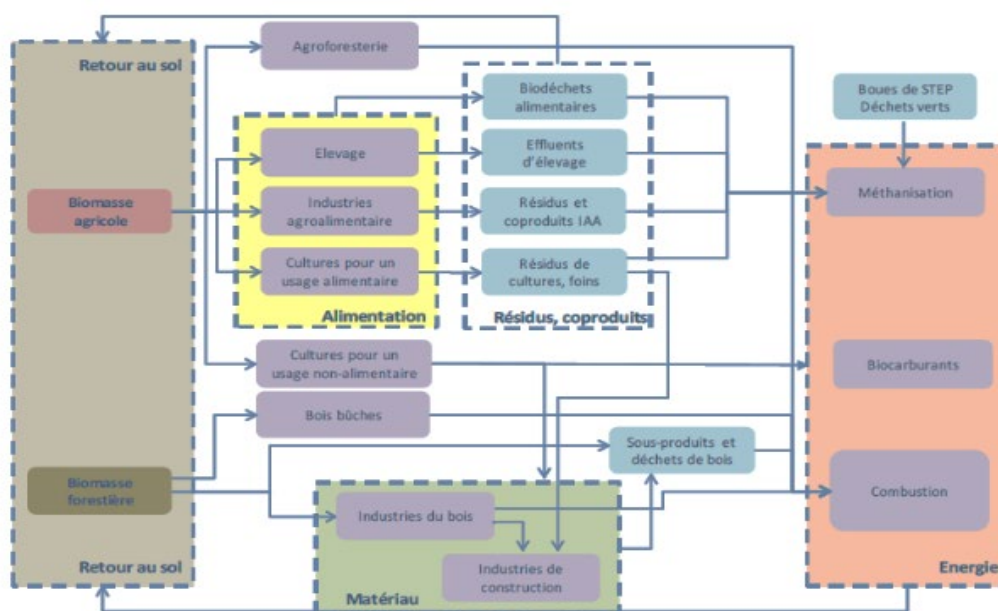 Retour au sol
Agroforesterie
Biodéchets
alimentaires
Boues de STEP
Déchets verts
Elevage
Effluents
d'élevage
Méthanisation
Biomasse
agricole
Industries
agroalimentaire
Résidus et
coproduits IAA
Cultures pour un
usage alimentaire
Résidus de
cultures, foins
Alimentation
Résidus, coproduits
Cultures pour un
usage non-alimentaire
Biocarburants
Bois bûches
Sous-produits et
déchets de bois
Biomasse
forestière
Industries du bois
Combustion
Industries de
construction
Retour au sol
Matériau
Energie